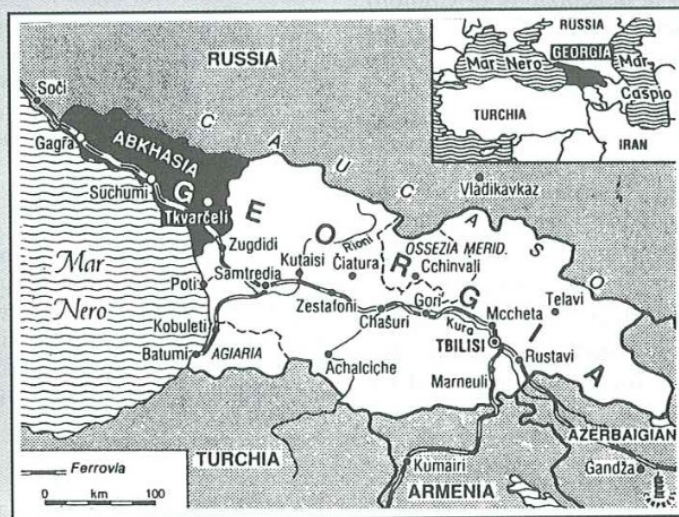 RUSSIA
Soči
ABKHASIA
Gagra
Suchumi
Tkvarčeli
CAUCASO
GEORGIA
Vladikavkaz
Zugdidi
Rioni
OSSEZIA MERID.
Kutaisi
Čiatura
Cchinvali
Mar
Nero
Poti
Samtredia
Zestafoni
Chašuri
Gori
Kura
Mccheta
Telavi
TBILISI
Kobuleti
Batumi
AGIARIA
Achalciche
Rustavi
Marneuli
AZERBAIGIAN
TURCHIA
Kumairi
Gandža
ARMENIA
Ferrovia
0 km 100
RUSSIA
GEORGIA
Mar Nero
Mar
Caspio
TURCHIA
IRAN